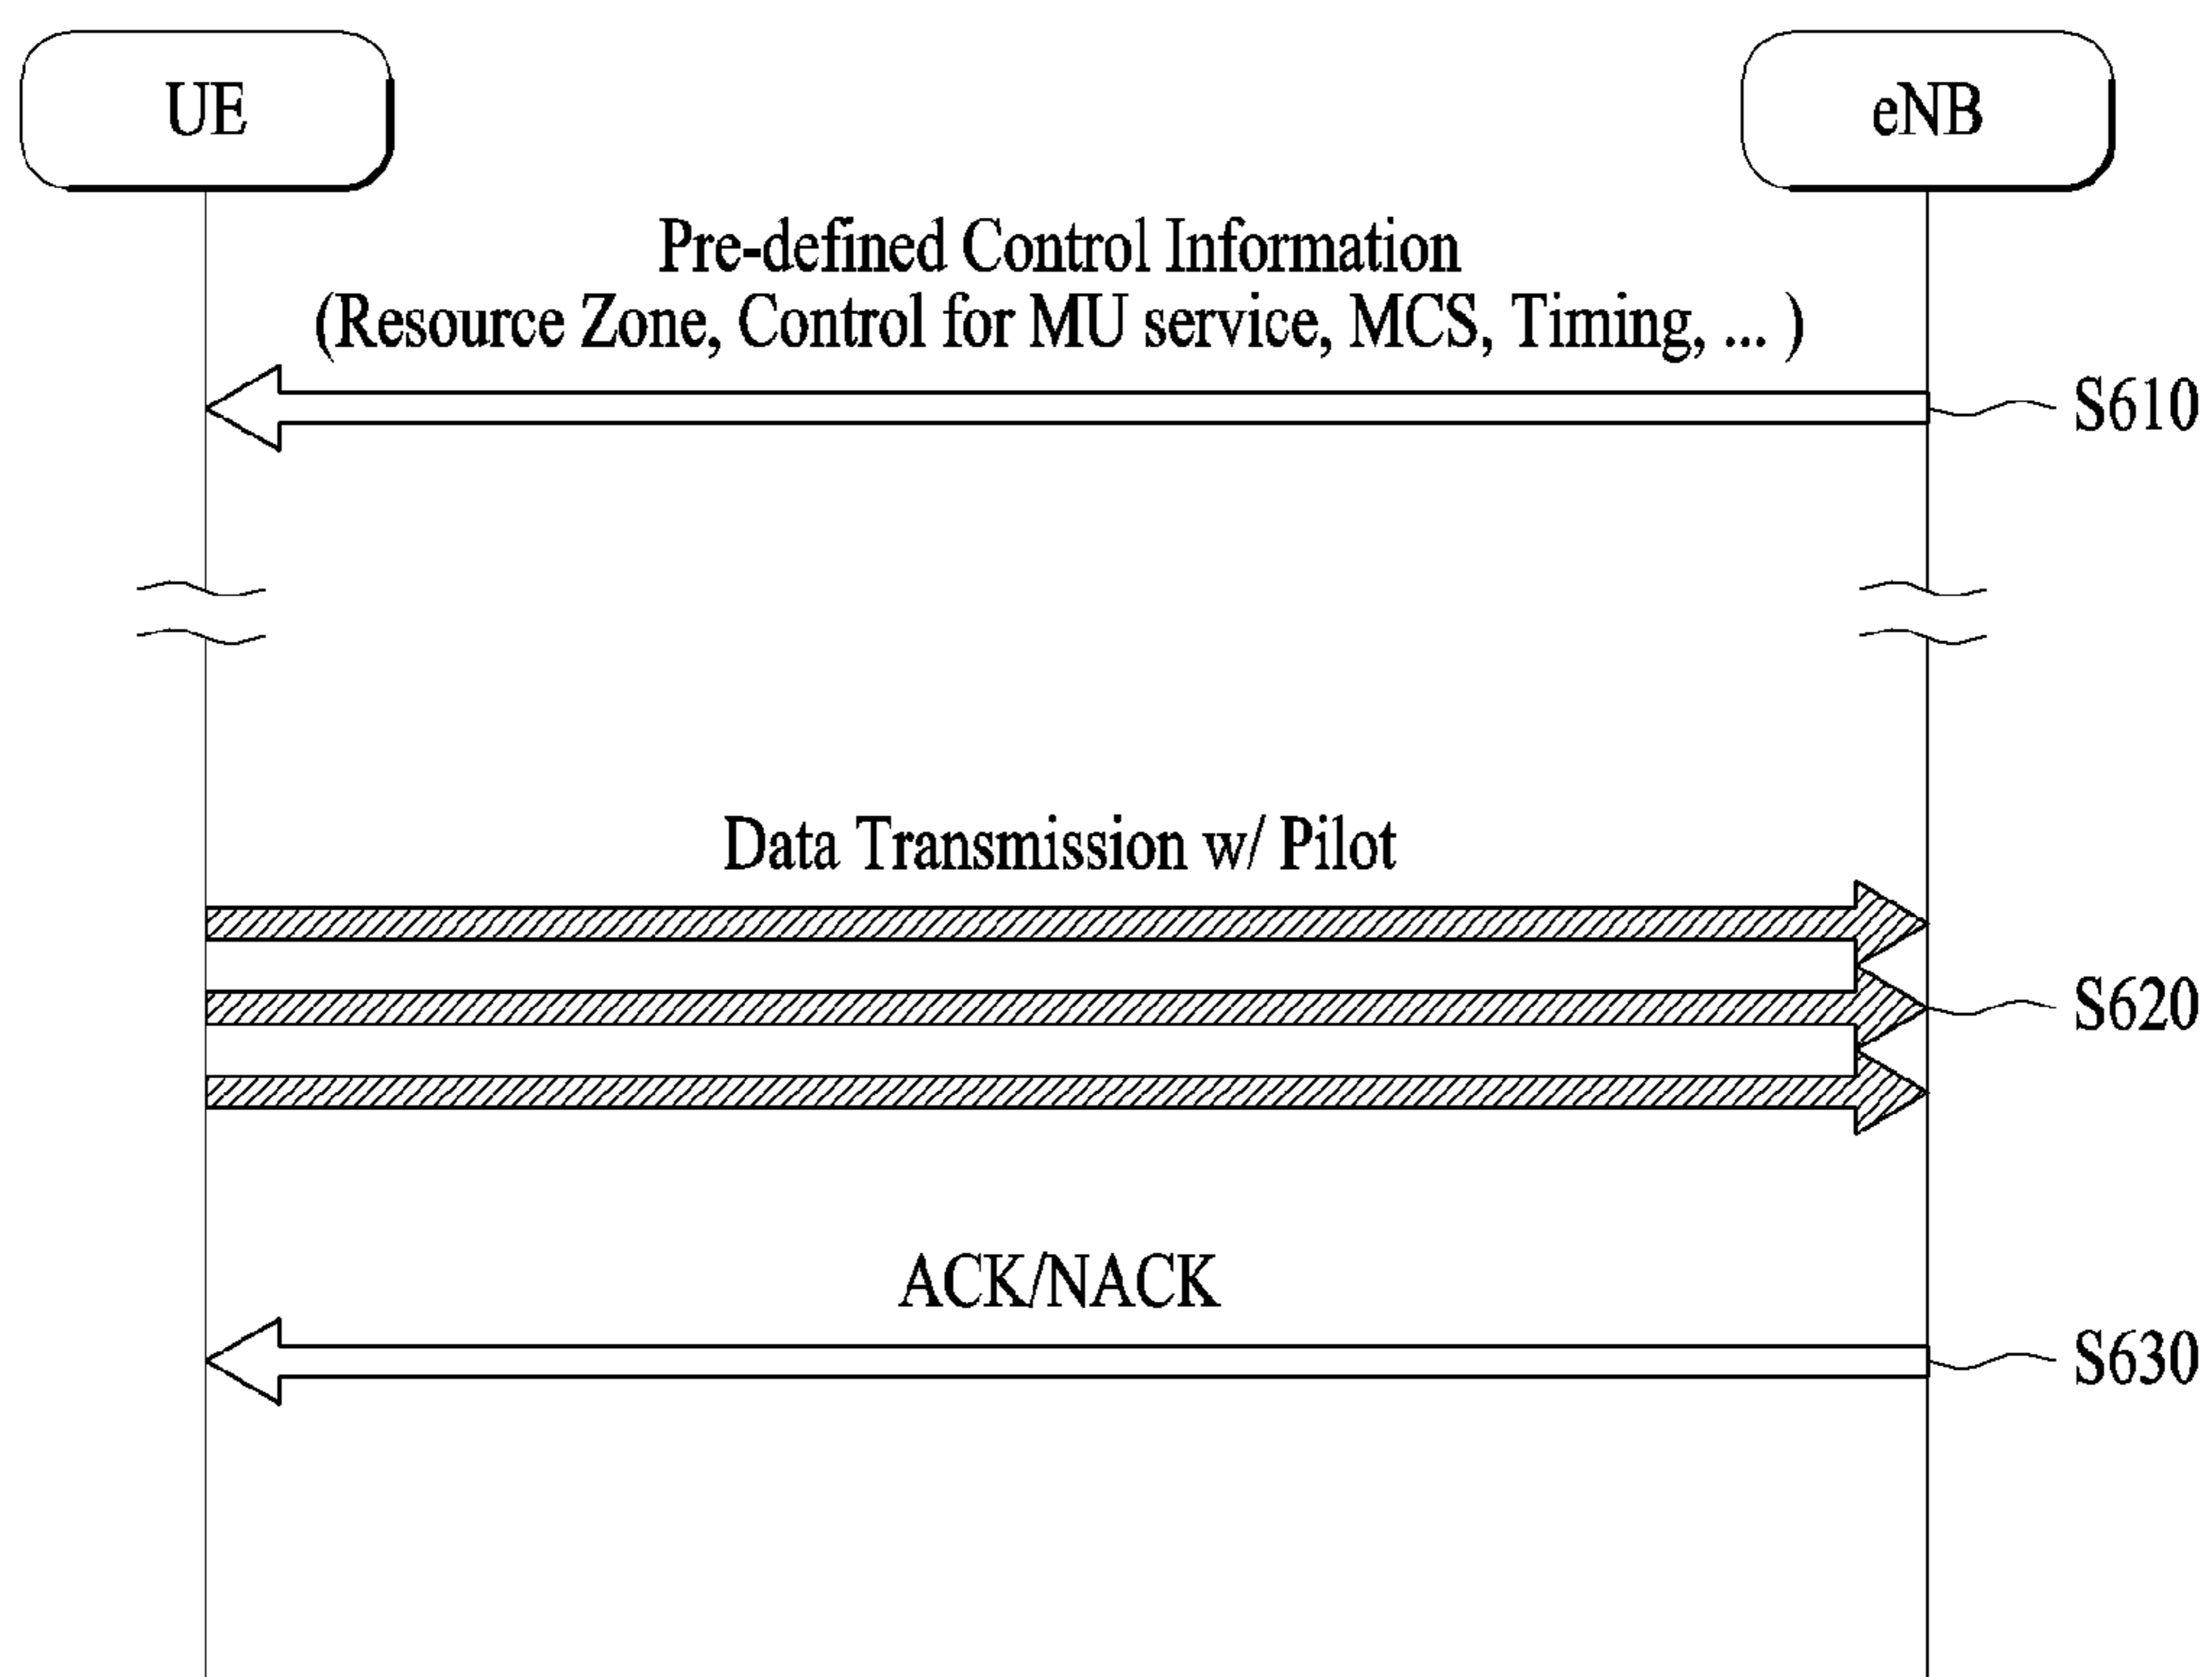 UE
eNB
Pre-defined Control Information
(Resource Zone, Control for MU service, MCS, Timing, ... )
S610
Data Transmission w/ Pilot
S620
ACK/NACK
S630